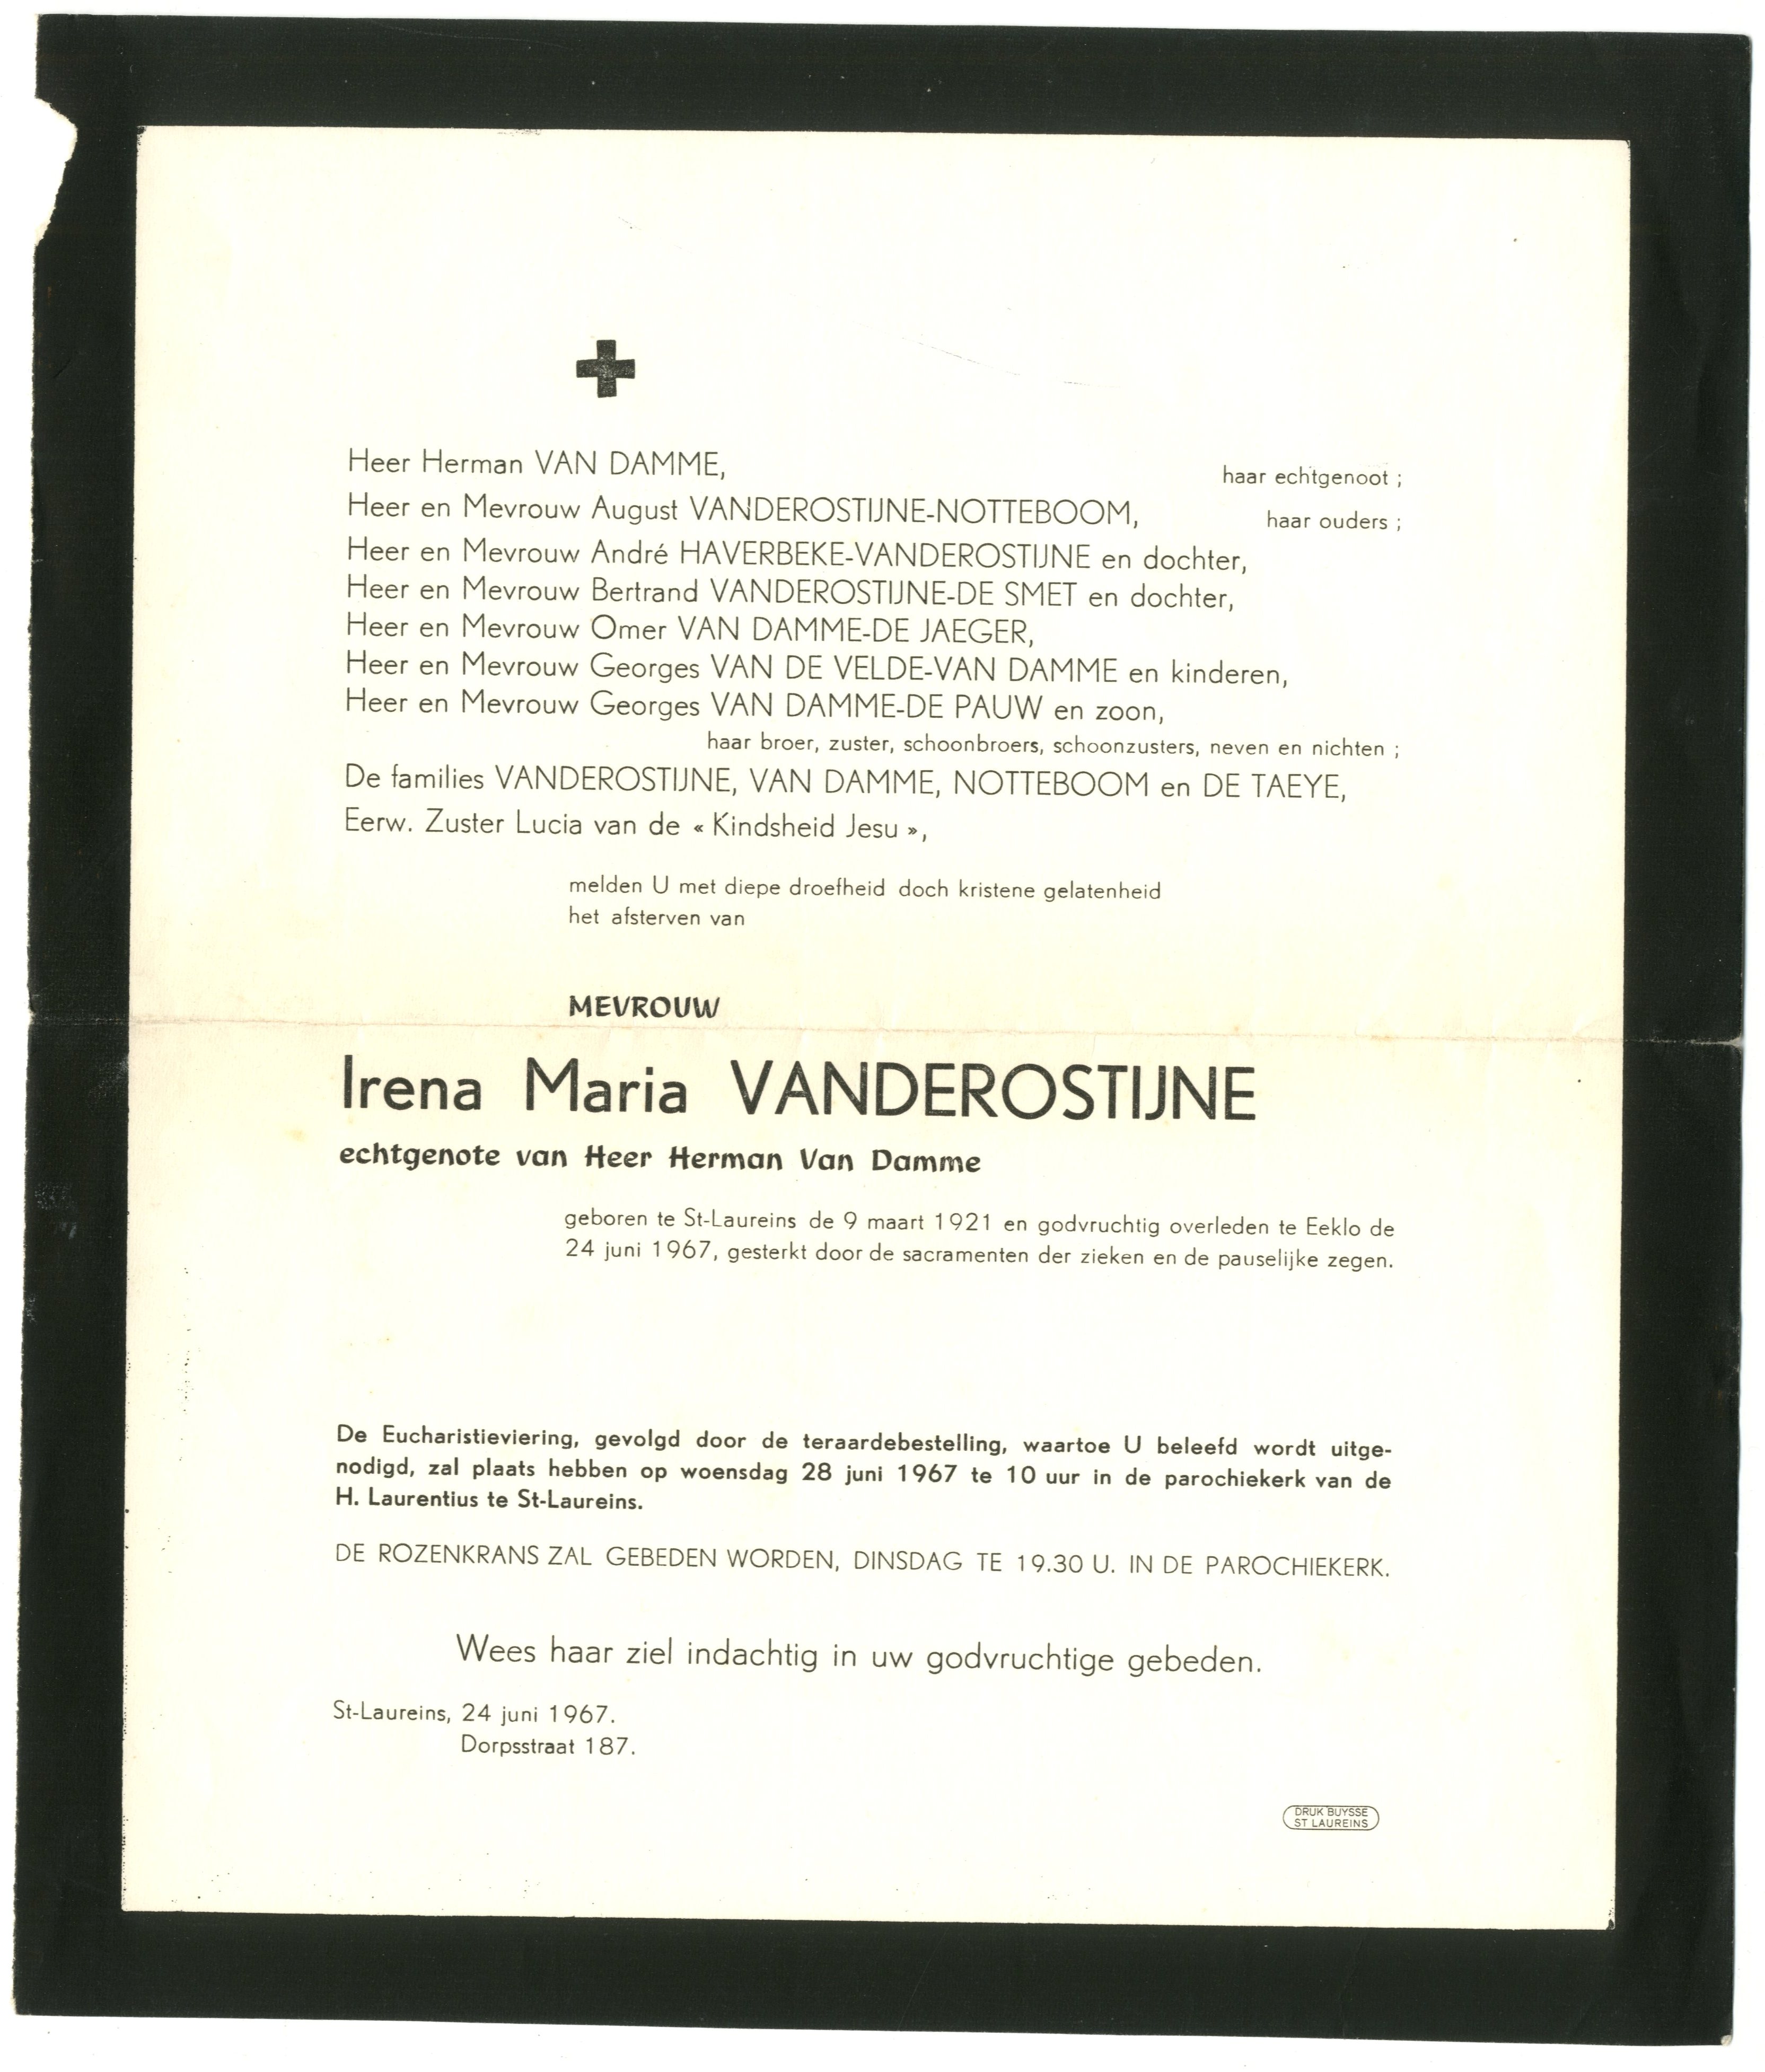 Heer Herman VAN DAMME, haar echtgenoot ;
Heer en Mevrouw August VANDEROSTIJNE-NOTTEBOOM, haar ouders ;
Heer en Mevrouw André HAVERBEKE-VANDEROSTIJNE en dochter,
Heer en Mevrouw Bertrand VANDEROSTIJNE-DE SMET en dochter,
Heer en Mevrouw Omer VAN DAMME-DE JAEGER,
Heer en Mevrouw Georges VAN DE VELDE-VAN DAMME en kinderen,
Heer en Mevrouw Georges VAN DAMME-DE PAUW en zoon,
haar broer, zuster, schoonbroers, schoonzusters, neven en nichten ;
De families VANDEROSTIJNE, VAN DAMME, NOTTEBOOM en DE TAEYE,
Eerw. Zuster Lucia van de « Kindsheid Jesu »,
melden U met diepe droefheid doch kristene gelatenheid
het afsterven van
MEVROUW
Irena Maria VANDEROSTIJNE
echtgenote van Heer Herman Van Damme
geboren te St-Laureins de 9 maart 1921 en godvruchtig overleden te Eeklo de
24 juni 1967, gesterkt door de sacramenten der zieken en de pauselijke zegen.
De Eucharistieviering, gevolgd door de teraardebestelling, waartoe U beleefd wordt uitge-
nodigd, zal plaats hebben op woensdag 28 juni 1967 te 10 uur in de parochiekerk van de
H. Laurentius te St-Laureins.
DE ROZENKRANS ZAL GEBEDEN WORDEN, DINSDAG TE 19.30 U. IN DE PAROCHIEKERK.
Wees haar ziel indachtig in uw godvruchtige gebeden.
St-Laureins, 24 juni 1967.
Dorpsstraat 187.
DRUK BUYSSE
ST LAUREINS